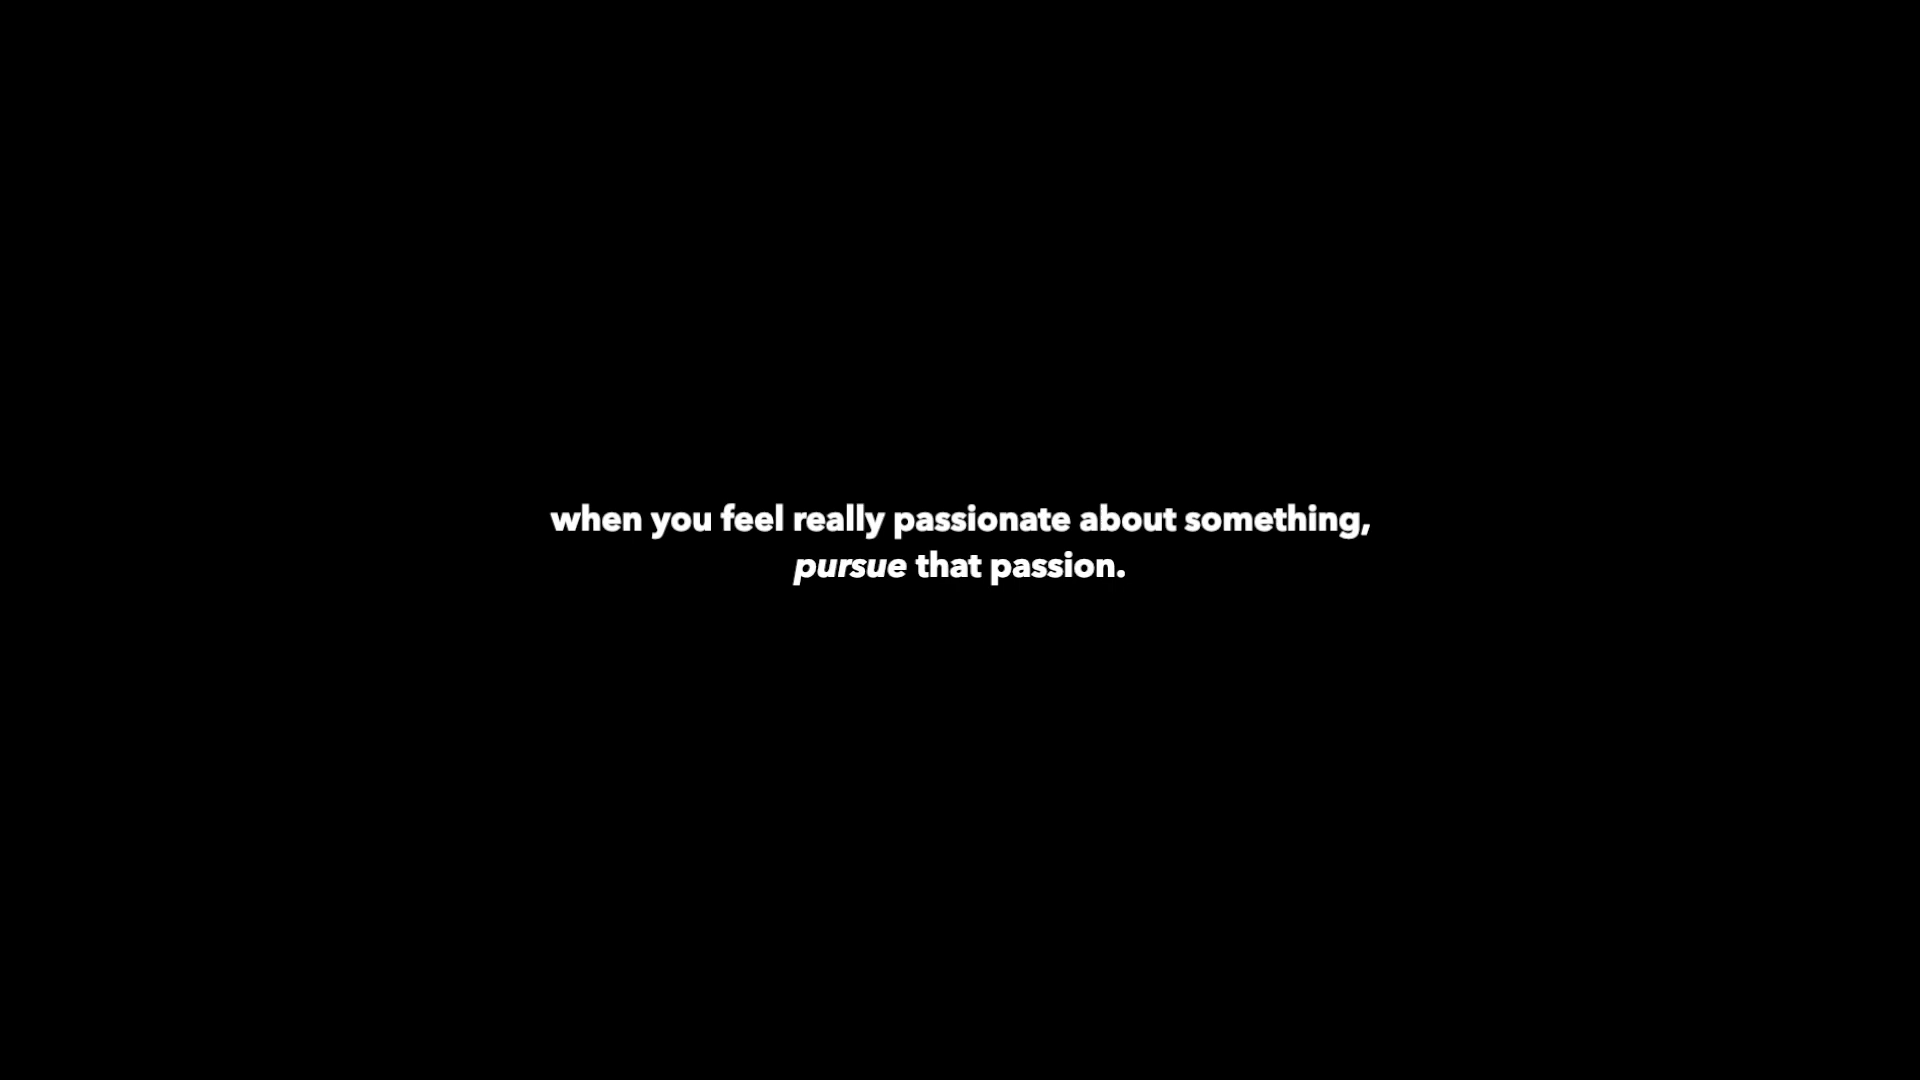 when you feel really passionate about something,
pursue that passion.